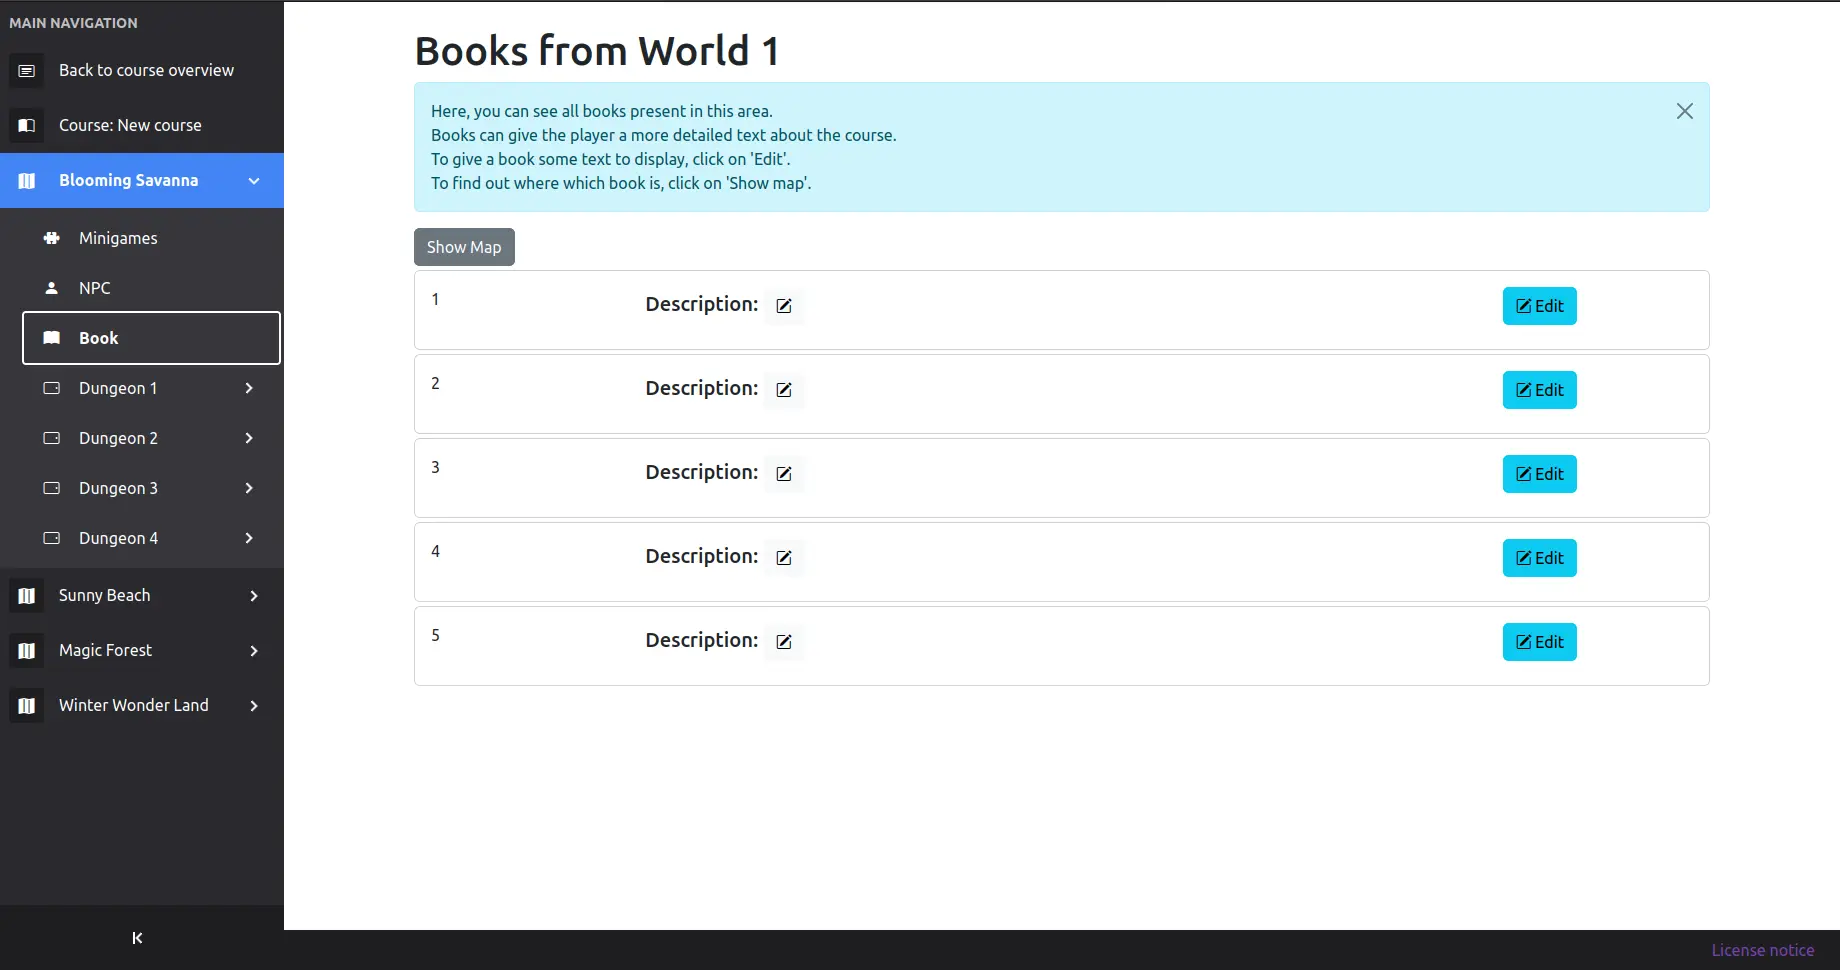 MAIN NAVIGATION
Back to course overview
Course: New course
Blooming Savanna
Minigames
NPC
Book
Dungeon 1
Dungeon 2
Dungeon 3
Dungeon 4
Sunny Beach
Magic Forest
Winter Wonder Land
Books from World 1
Here, you can see all books present in this area.
Books can give the player a more detailed text about the course.
To give a book some text to display, click on 'Edit'.
To find out where which book is, click on 'Show map'.
Show Map
1 Description: Edit
2 Description: Edit
3 Description: Edit
4 Description: Edit
5 Description: Edit
License notice